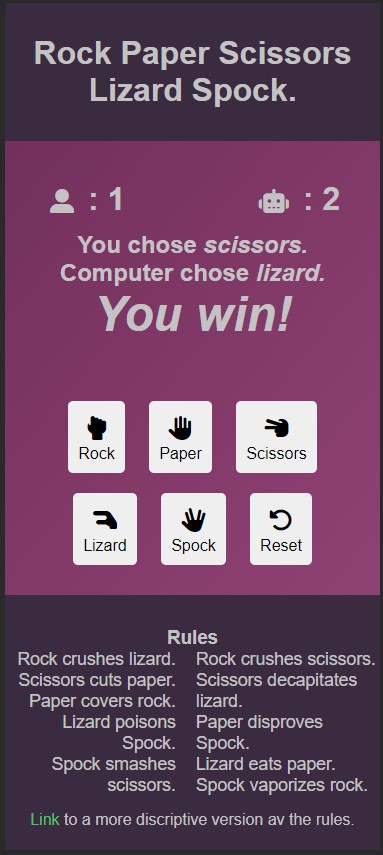 Rock Paper Scissors
Lizard Spock.
: 1
: 2
You chose scissors.
Computer chose lizard.
You win!
Rock
Paper
Scissors
Lizard
Spock
Reset
Rules
Rock crushes lizard.
Scissors cuts paper.
Paper covers rock.
Lizard poisons
Spock.
Spock smashes
scissors.
Rock crushes scissors.
Scissors decapitates
lizard.
Paper disproves
Spock.
Lizard eats paper.
Spock vaporizes rock.
Link to a more discriptive version av the rules.